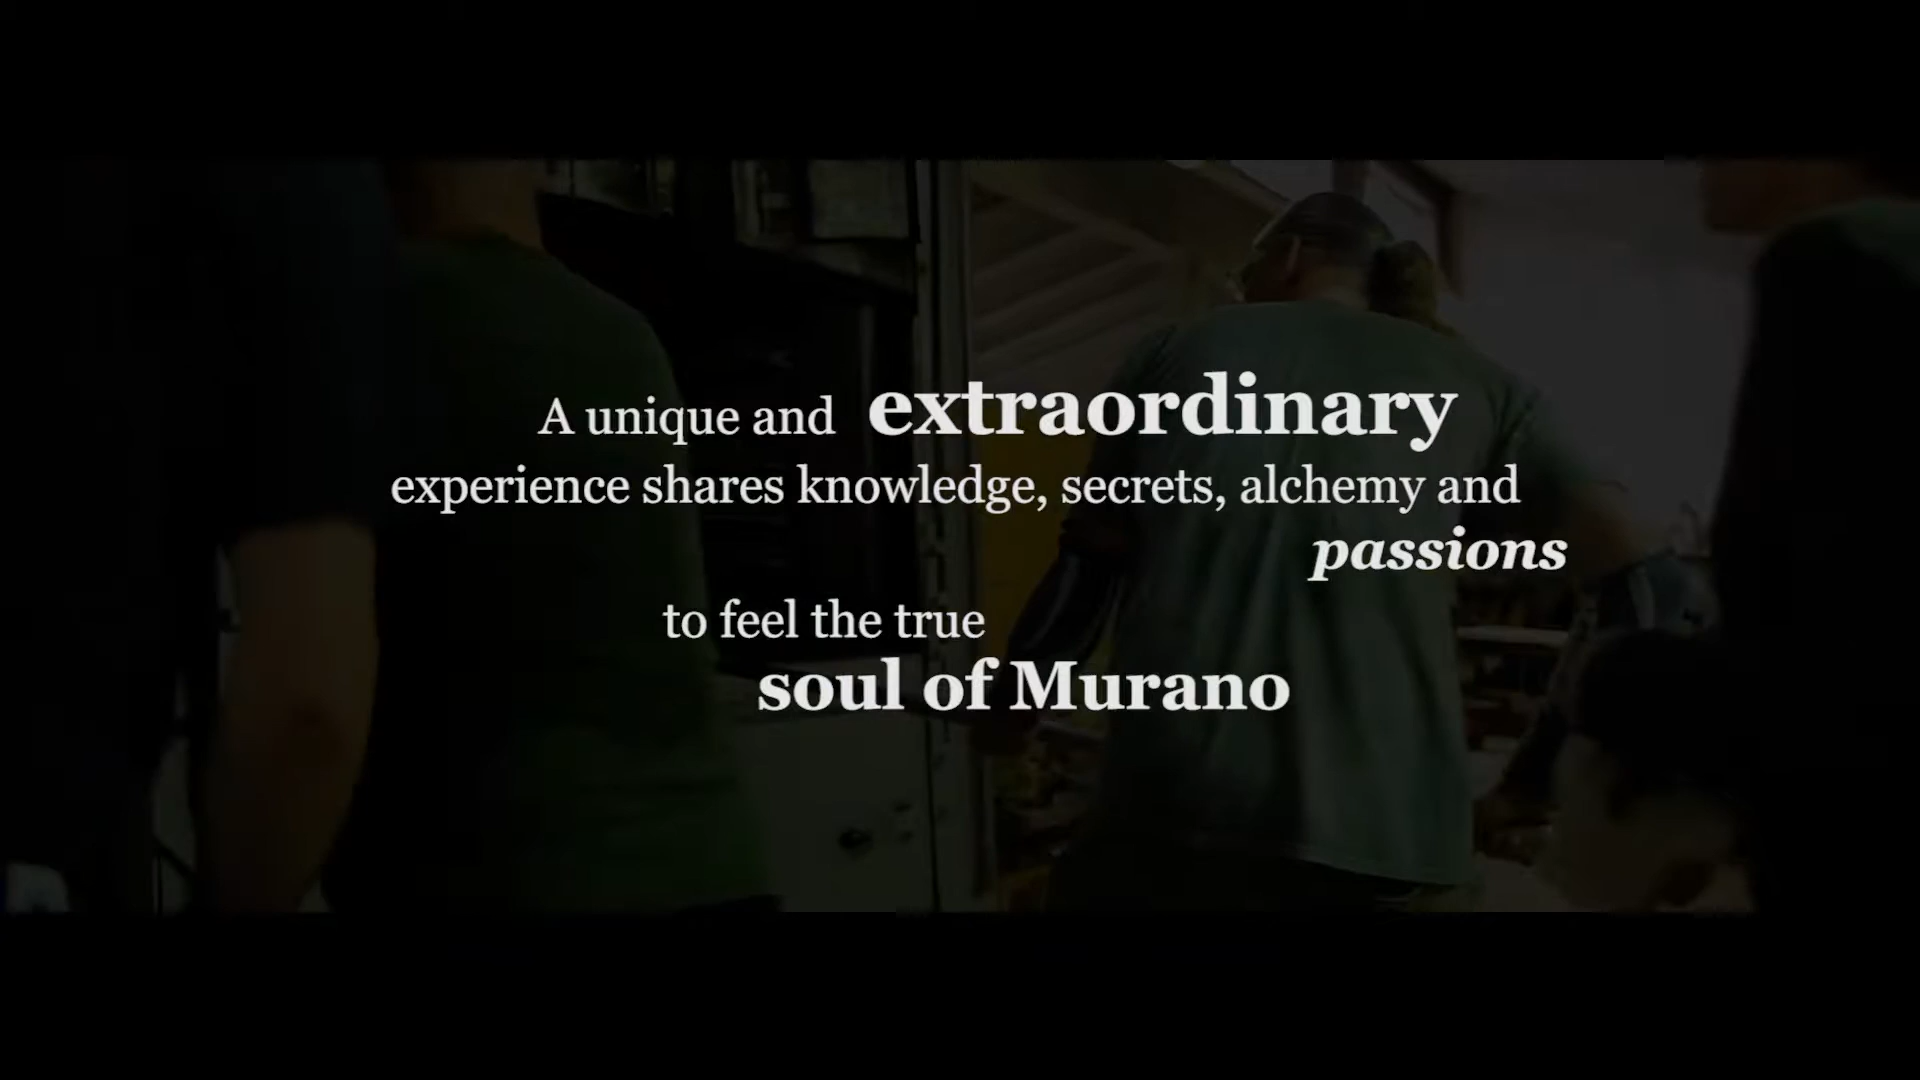 A unique and extraordinary
experience shares knowledge, secrets, alchemy and
passions
to feel the true
soul of Murano